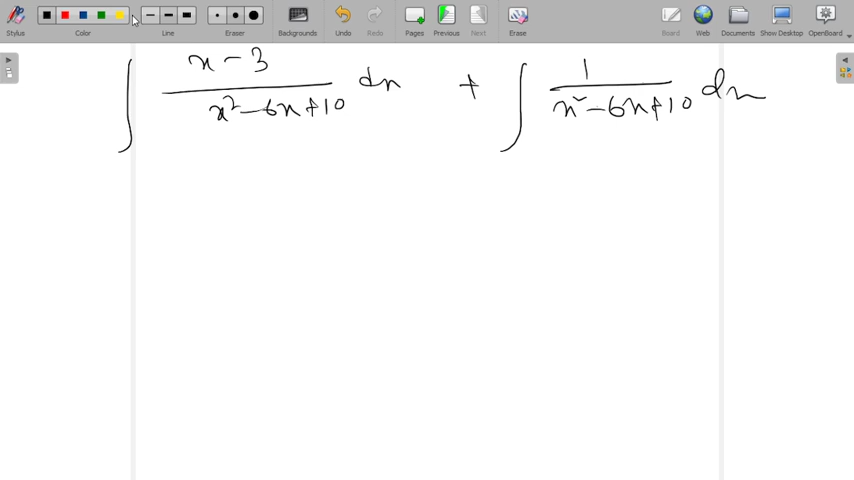 Stylus Color Line Eraser Backgrounds Undo Redo Pages Previous Next Erase Board Web Documents Show Desktop OpenBoard
∫ (x - 3)/(x² - 6x + 10) dx + ∫ 1/(x² - 6x + 10) dx